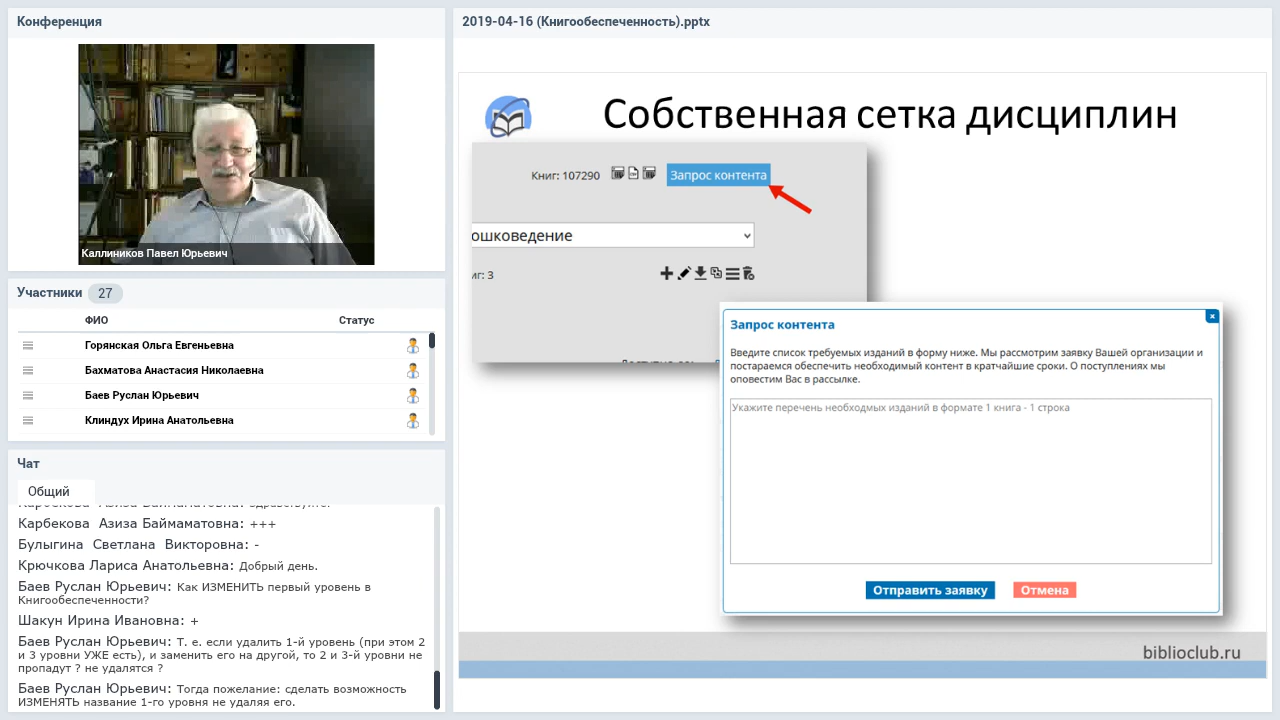 Конференция
Каллиников Павел Юрьевич
Участники 27
ФИО Статус
Горянская Ольга Евгеньевна
Бахматова Анастасия Николаевна
Баев Руслан Юрьевич
Клиндух Ирина Анатольевна
Чат
Общий
Карбекова Азиза Баймаматовна: +++
Булыгина Светлана Викторовна: -
Крючкова Лариса Анатольевна: Добрый день.
Баев Руслан Юрьевич: Как ИЗМЕНИТЬ первый уровень в
Книгообеспеченности?
Шакун Ирина Ивановна: +
Баев Руслан Юрьевич: Т. е. если удалить 1-й уровень (при этом 2
и 3 уровни УЖЕ есть), и заменить его на другой, то 2 и 3-й уровни не
пропадут ? не удалятся ?
Баев Руслан Юрьевич: Тогда пожелание: сделать возможность
ИЗМЕНЯТЬ название 1-го уровня не удаляя его.
2019-04-16 (Книгообеспеченность).pptx
Собственная сетка дисциплин
Книг: 107290 Запрос контента
ошковедение
иг: 3
Запрос контента
Введите список требуемых изданий в форму ниже. Мы рассмотрим заявку Вашей организации и
постараемся обеспечить необходимый контент в кратчайшие сроки. О поступлениях мы
оповестим Вас в рассылке.
Укажите перечень необходмых изданий в формате 1 книга - 1 строка
Отправить заявку Отмена
biblioclub.ru